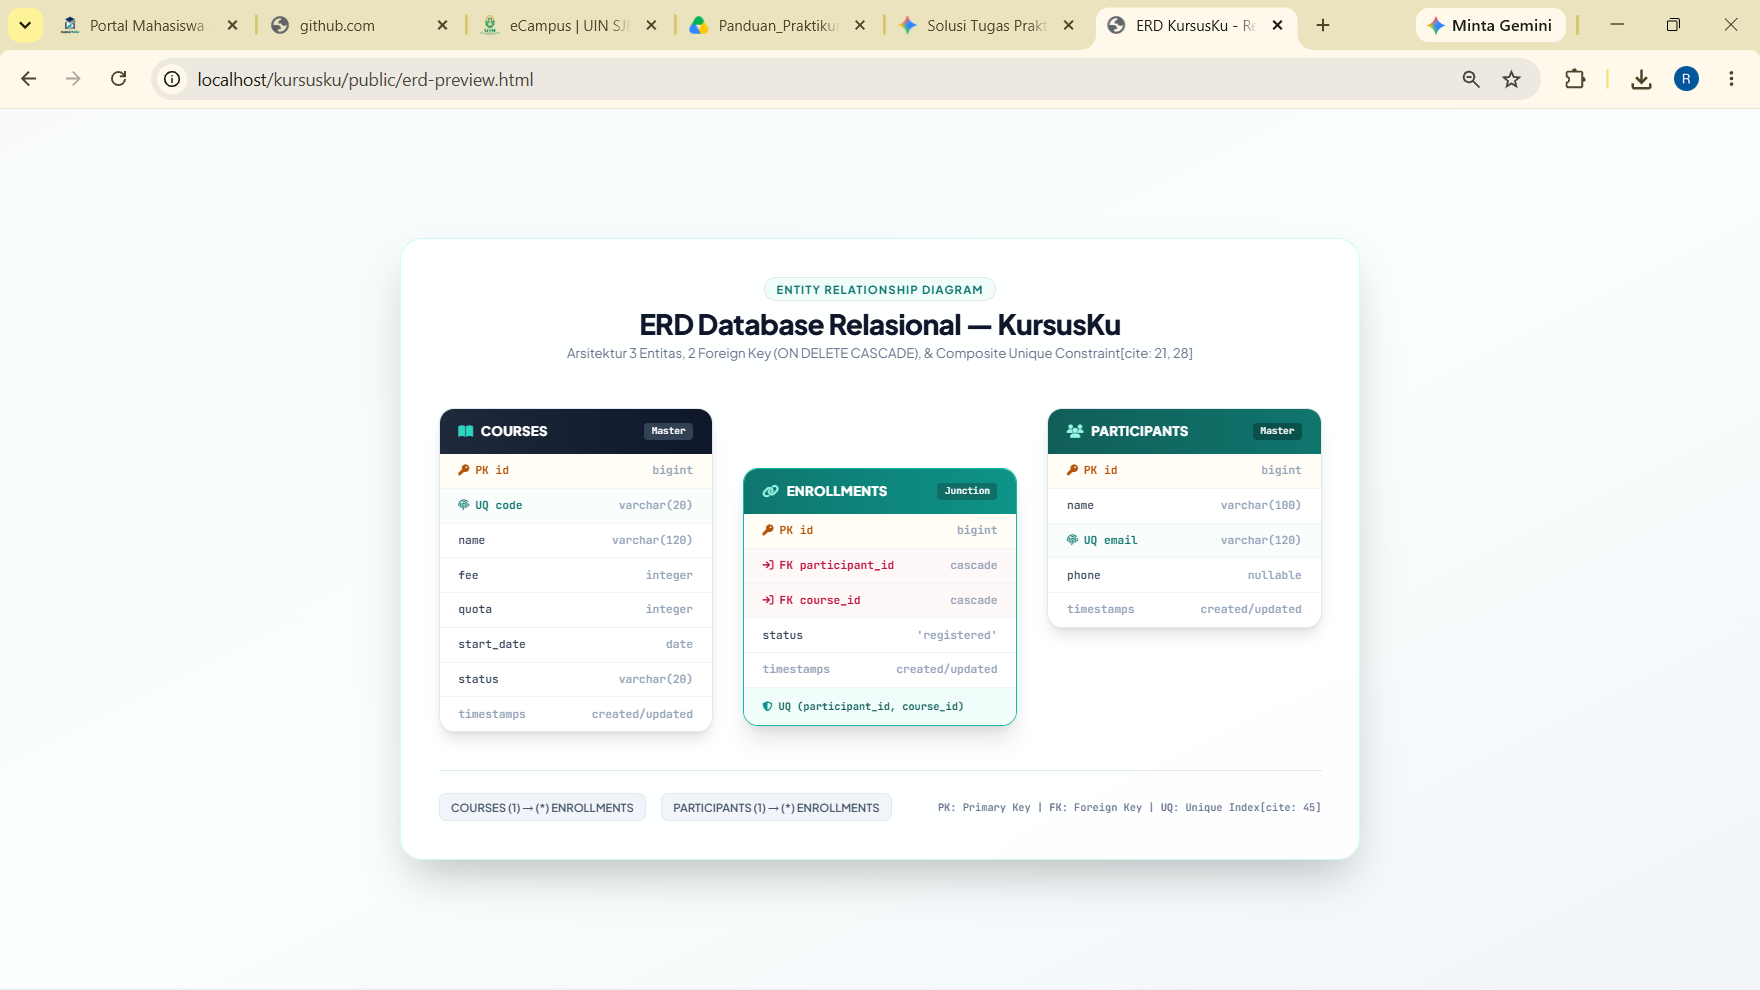 Portal Mahasiswa
github.com
eCampus | UIN SJ
Panduan_Praktiku
Solusi Tugas Prakt
ERD KursusKu - Re
Minta Gemini
localhost/kursusku/public/erd-preview.html
R
ENTITY RELATIONSHIP DIAGRAM
ERD Database Relasional — KursusKu
Arsitektur 3 Entitas, 2 Foreign Key (ON DELETE CASCADE), & Composite Unique Constraint[cite: 21, 28]
COURSES Master
PK id bigint
UQ code varchar(20)
name varchar(120)
fee integer
quota integer
start_date date
status varchar(20)
timestamps created/updated
ENROLLMENTS Junction
PK id bigint
FK participant_id cascade
FK course_id cascade
status 'registered'
timestamps created/updated
UQ (participant_id, course_id)
PARTICIPANTS Master
PK id bigint
name varchar(100)
UQ email varchar(120)
phone nullable
timestamps created/updated
COURSES (1) → (*) ENROLLMENTS
PARTICIPANTS (1) → (*) ENROLLMENTS
PK: Primary Key | FK: Foreign Key | UQ: Unique Index[cite: 45]